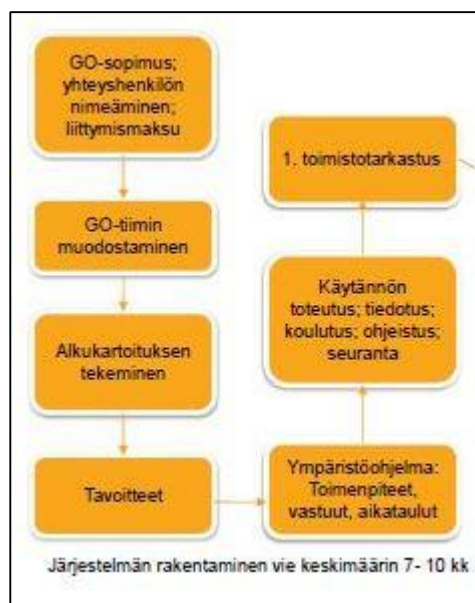 GO-sopimus;
yhteyshenkilön
nimeäminen;
liittymismaksu
GO-tiimin
muodostaminen
Alkukartoituksen
tekeminen
Tavoitteet
Ympäristöohjelma:
Toimenpiteet,
vastuut, aikataulut
Käytännön
toteutus; tiedotus;
koulutus; ohjeistus;
seuranta
1. toimistotarkastus
Järjestelmän rakentaminen vie keskimäärin 7- 10 kk